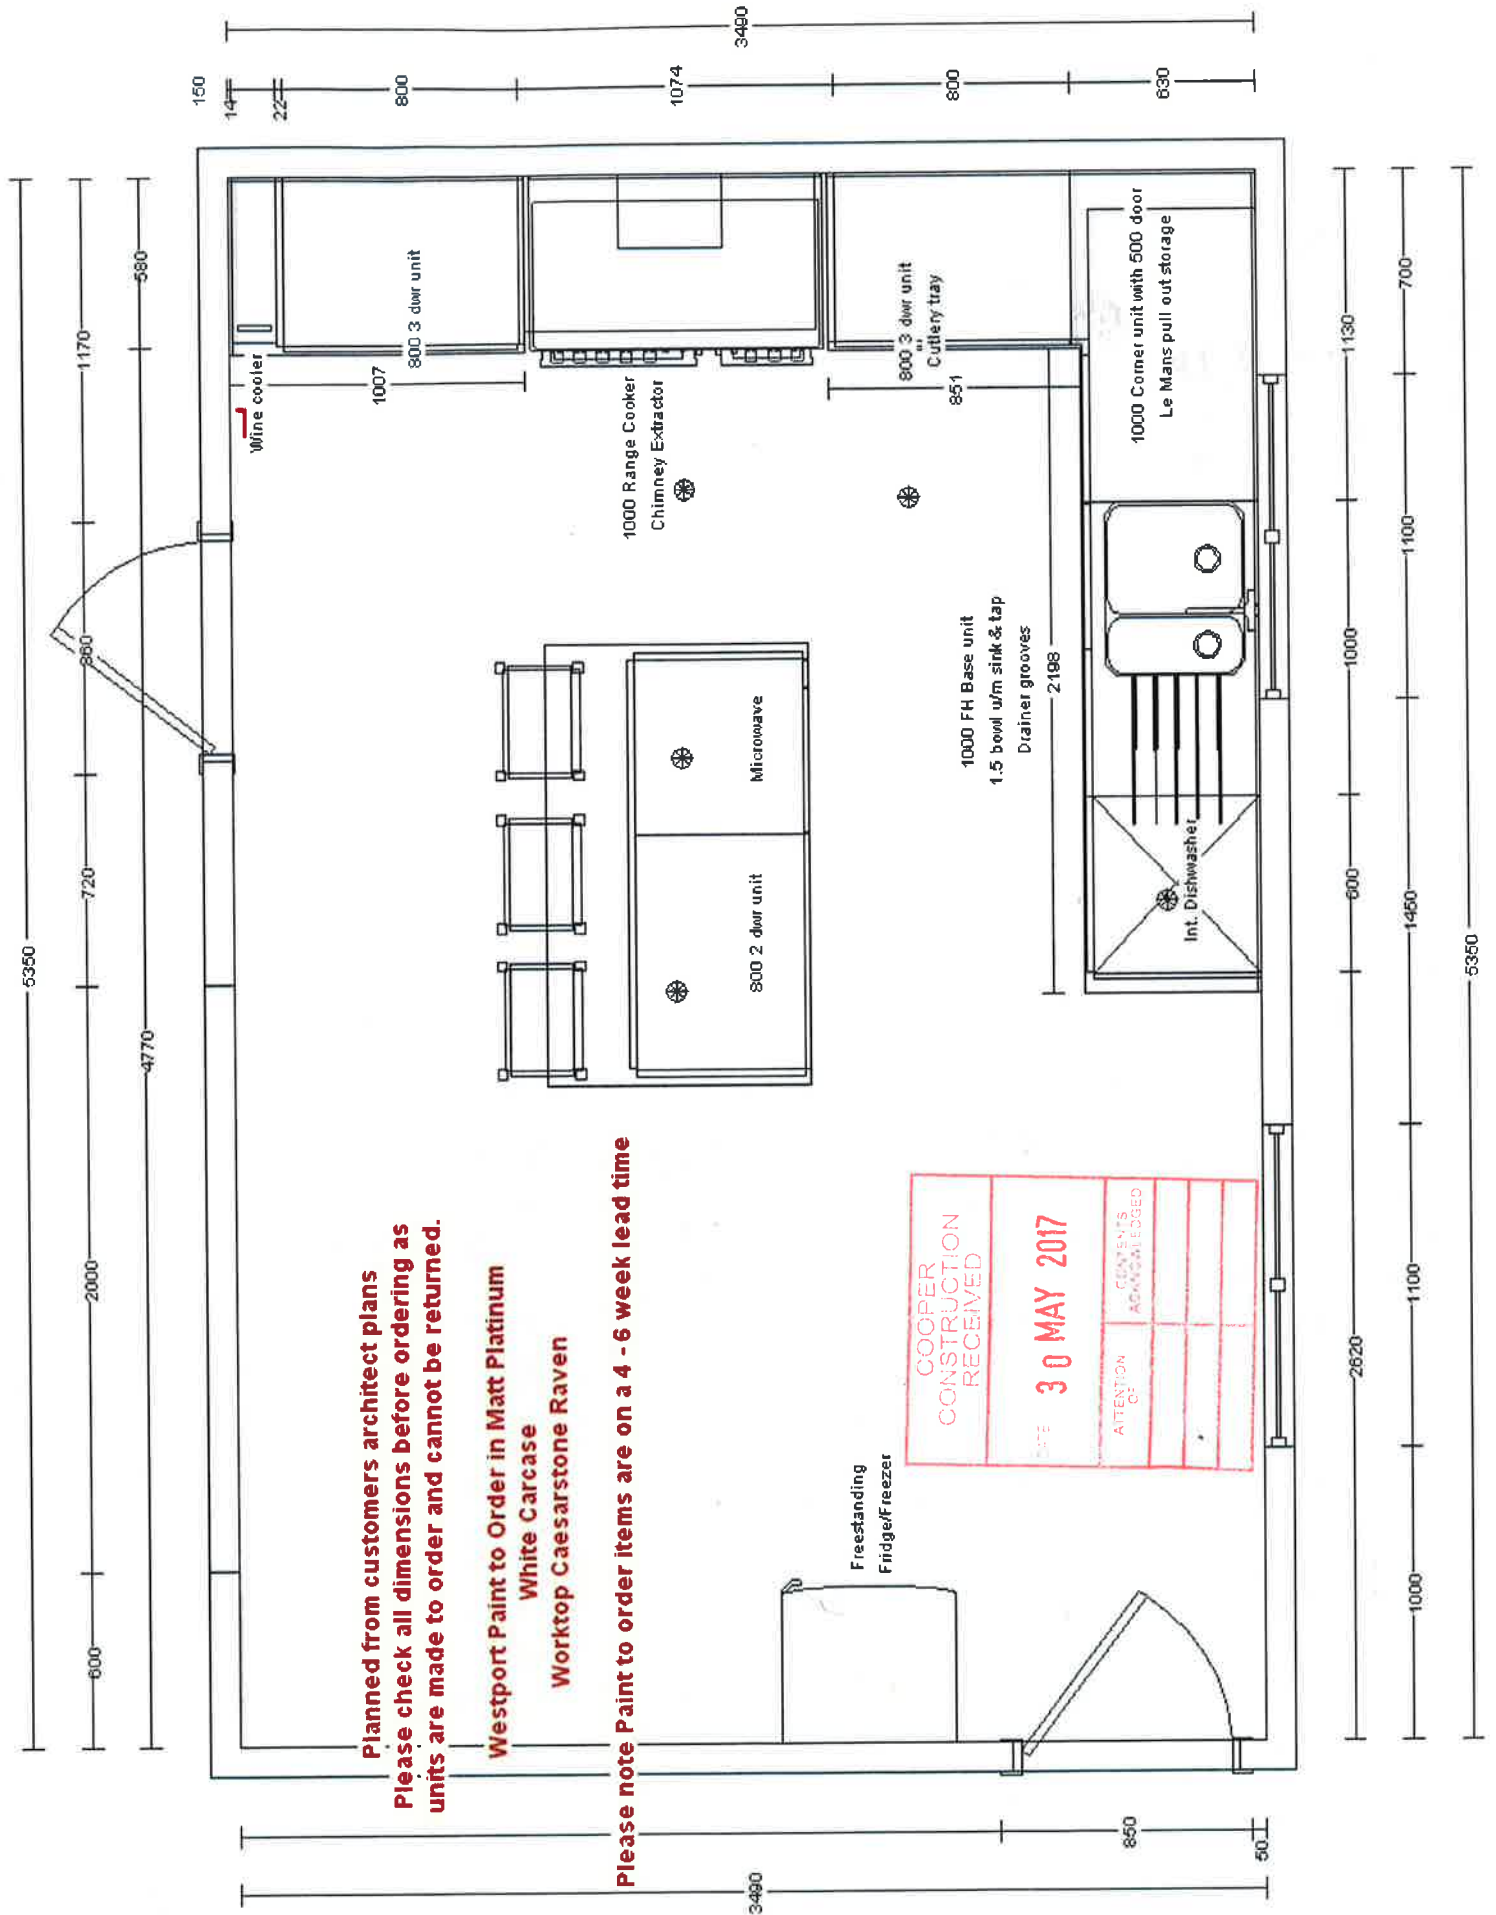 Planned from customers architect plans
Please check all dimensions before ordering as
units are made to order and cannot be returned.
Westport Paint to Order in Matt Platinum
White Carcase
Worktop Caesarstone Raven
Please note Paint to order items are on a 4 - 6 week lead time
5350
600
2000
720
860
1170
4770
580
3490
850
50
3490
150
14
22
800
1074
800
630
Wine cooler
1007
800 3 dwr unit
1000 Range Cooker
Chimney Extractor
800 3 dwr unit
Cutlery tray
851
1000 Corner unit with 500 door
Le Mans pull out storage
1000 FH Base unit
1.5 bowl u/m sink & tap
Drainer grooves
2198
800 2 dwr unit
Microwave
Int. Dishwasher
Freestanding
Fridge/Freezer
COOPER
CONSTRUCTION
RECEIVED
DATE 30 MAY 2017
ATTENTION
OF
CONTENTS
ACKNOWLEDGED
2620
600
1000
1130
1000
1100
1450
1100
700
5350